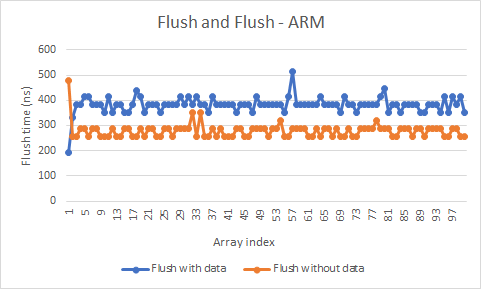 Flush and Flush - ARM
600
500
400
300
200
100
0
Flush time (ns)
1 5 9 13 17 21 25 29 33 37 41 45 49 53 57 61 65 69 73 77 81 85 89 93 97
Array index
Flush with data Flush without data